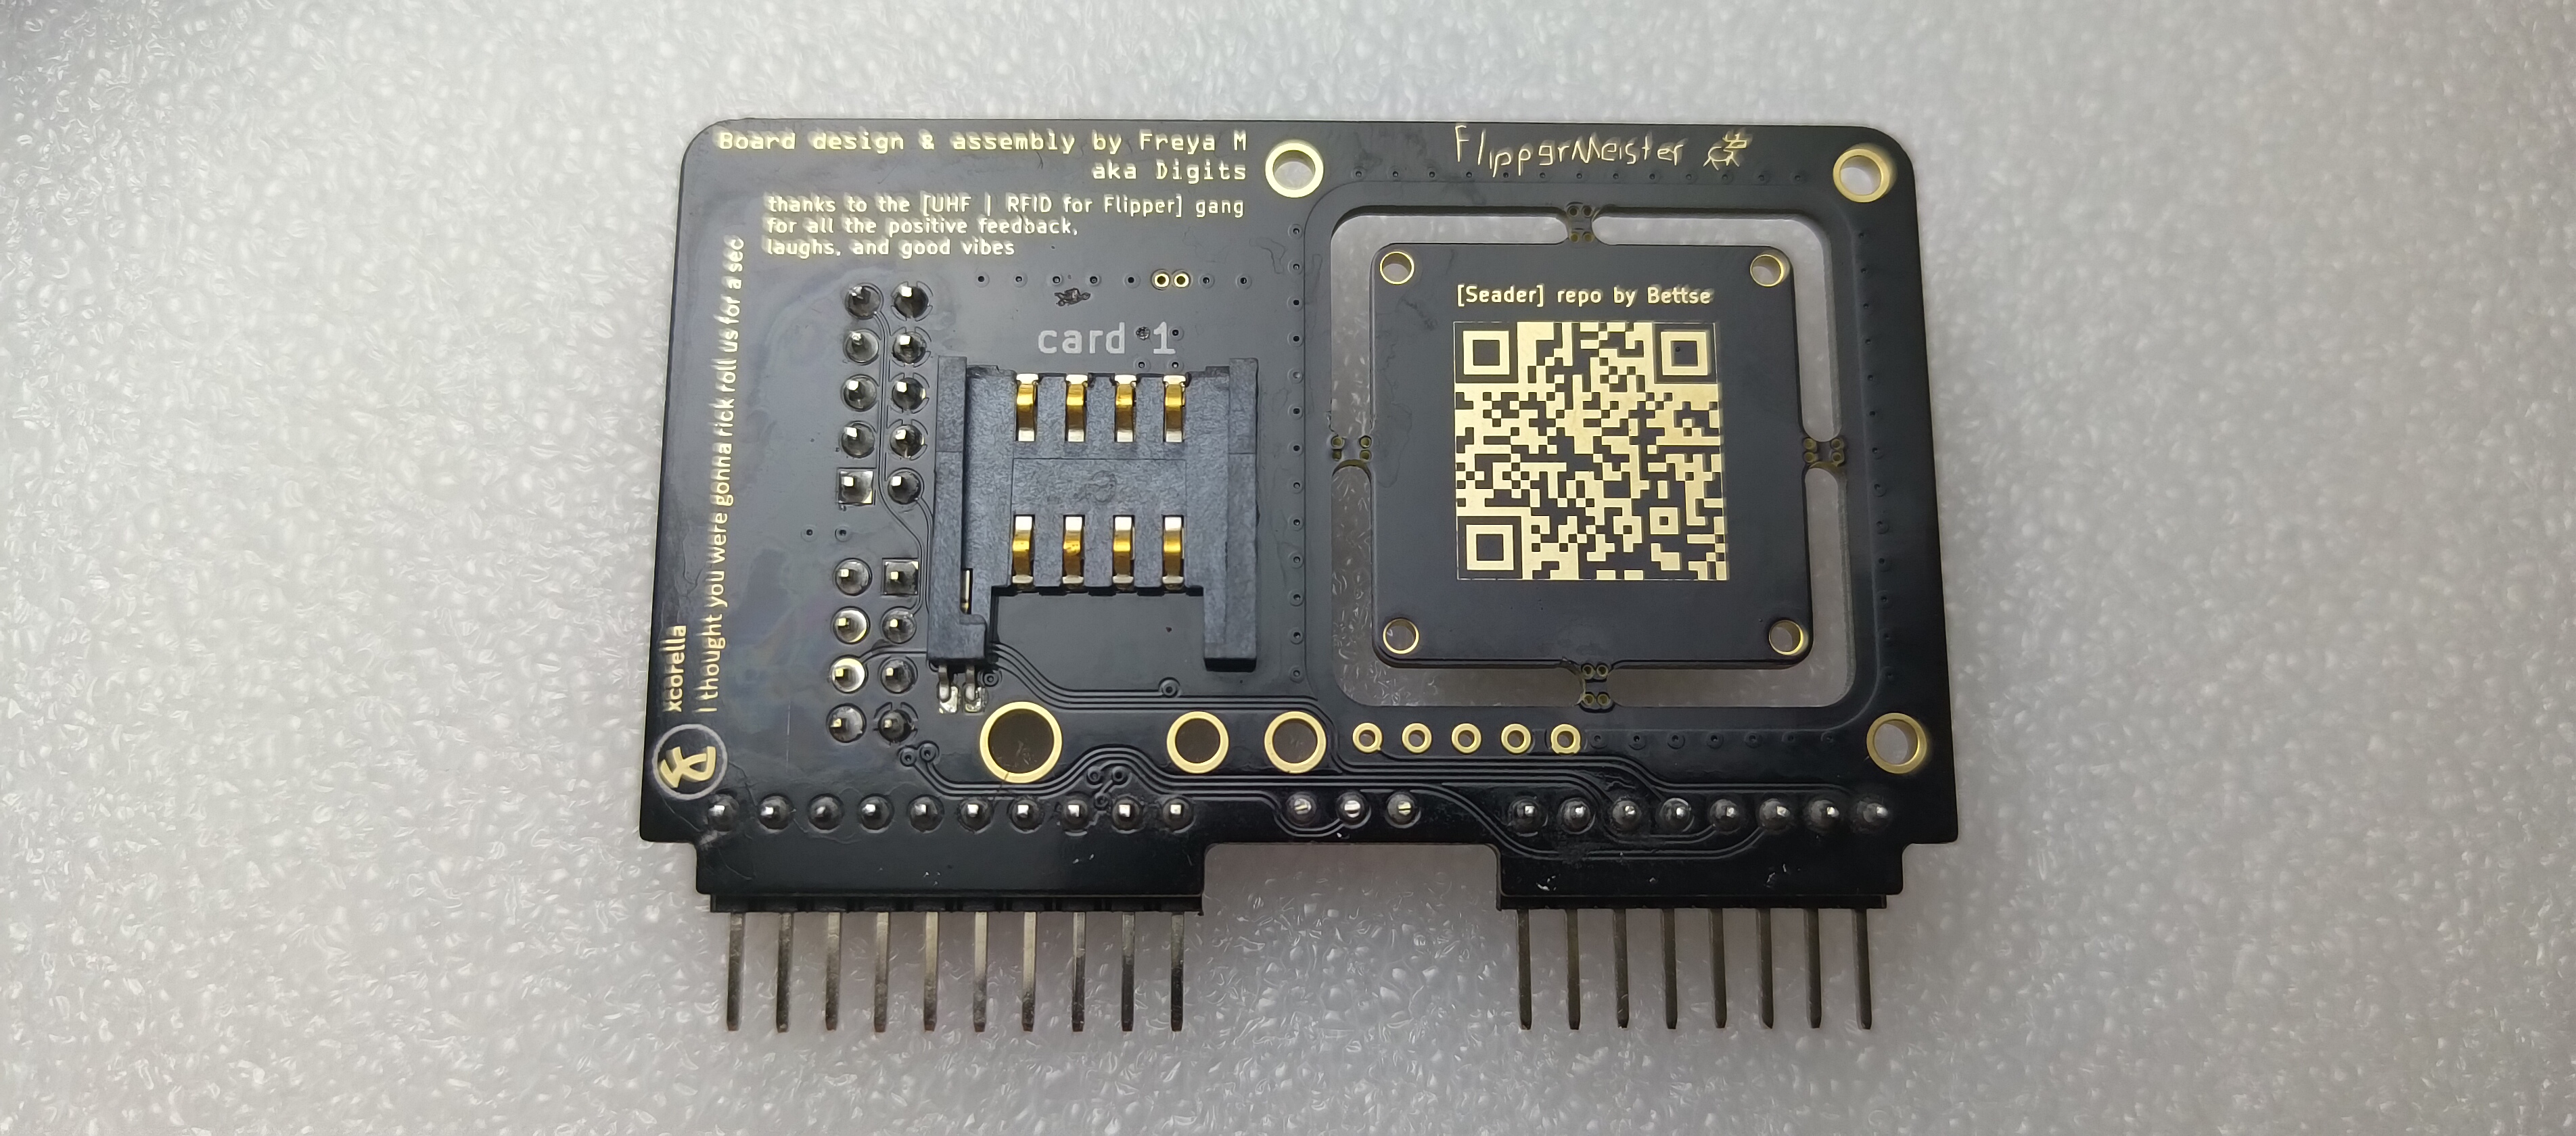 xcorella
I thought you were gonna rick roll us for a sec
Board design & assembly by Freya M
aka Digits
thanks to the [UHF | RFID for Flipper] gang
for all the positive feedback,
laughs, and good vibes
card 1
[Seader] repo by Bettse